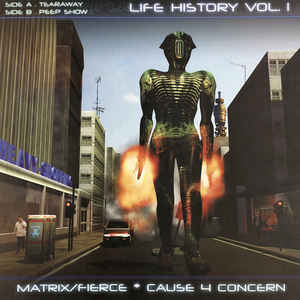 SIDE A . TEARAWAY
SIDE B . PEEP SHOW
LIFE HISTORY VOL. 1
MATRIX/FIERCE * CAUSE 4 CONCERN